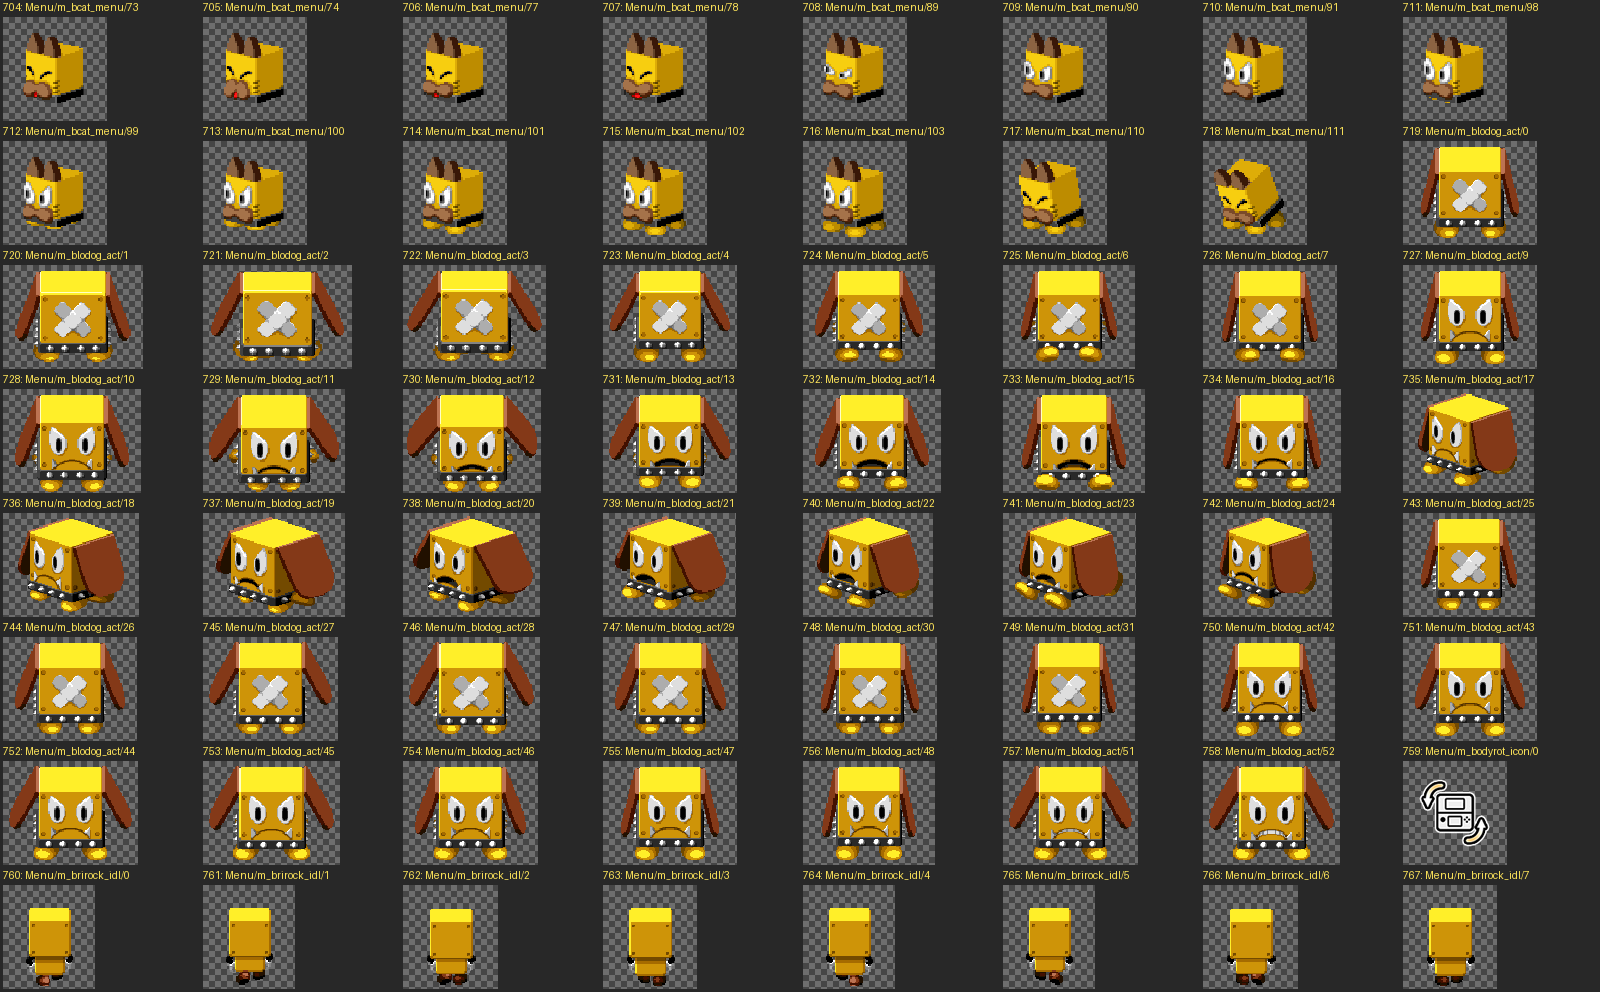 704: Menu/m_bcat_menu/73
705: Menu/m_bcat_menu/74
706: Menu/m_bcat_menu/77
707: Menu/m_bcat_menu/78
708: Menu/m_bcat_menu/89
709: Menu/m_bcat_menu/90
710: Menu/m_bcat_menu/91
711: Menu/m_bcat_menu/98
712: Menu/m_bcat_menu/99
713: Menu/m_bcat_menu/100
714: Menu/m_bcat_menu/101
715: Menu/m_bcat_menu/102
716: Menu/m_bcat_menu/103
717: Menu/m_bcat_menu/110
718: Menu/m_bcat_menu/111
719: Menu/m_blodog_act/0
720: Menu/m_blodog_act/1
721: Menu/m_blodog_act/2
722: Menu/m_blodog_act/3
723: Menu/m_blodog_act/4
724: Menu/m_blodog_act/5
725: Menu/m_blodog_act/6
726: Menu/m_blodog_act/7
727: Menu/m_blodog_act/9
728: Menu/m_blodog_act/10
729: Menu/m_blodog_act/11
730: Menu/m_blodog_act/12
731: Menu/m_blodog_act/13
732: Menu/m_blodog_act/14
733: Menu/m_blodog_act/15
734: Menu/m_blodog_act/16
735: Menu/m_blodog_act/17
736: Menu/m_blodog_act/18
737: Menu/m_blodog_act/19
738: Menu/m_blodog_act/20
739: Menu/m_blodog_act/21
740: Menu/m_blodog_act/22
741: Menu/m_blodog_act/23
742: Menu/m_blodog_act/24
743: Menu/m_blodog_act/25
744: Menu/m_blodog_act/26
745: Menu/m_blodog_act/27
746: Menu/m_blodog_act/28
747: Menu/m_blodog_act/29
748: Menu/m_blodog_act/30
749: Menu/m_blodog_act/31
750: Menu/m_blodog_act/42
751: Menu/m_blodog_act/43
752: Menu/m_blodog_act/44
753: Menu/m_blodog_act/45
754: Menu/m_blodog_act/46
755: Menu/m_blodog_act/47
756: Menu/m_blodog_act/48
757: Menu/m_blodog_act/51
758: Menu/m_blodog_act/52
759: Menu/m_bodyrot_icon/0
760: Menu/m_brirock_idl/0
761: Menu/m_brirock_idl/1
762: Menu/m_brirock_idl/2
763: Menu/m_brirock_idl/3
764: Menu/m_brirock_idl/4
765: Menu/m_brirock_idl/5
766: Menu/m_brirock_idl/6
767: Menu/m_brirock_idl/7